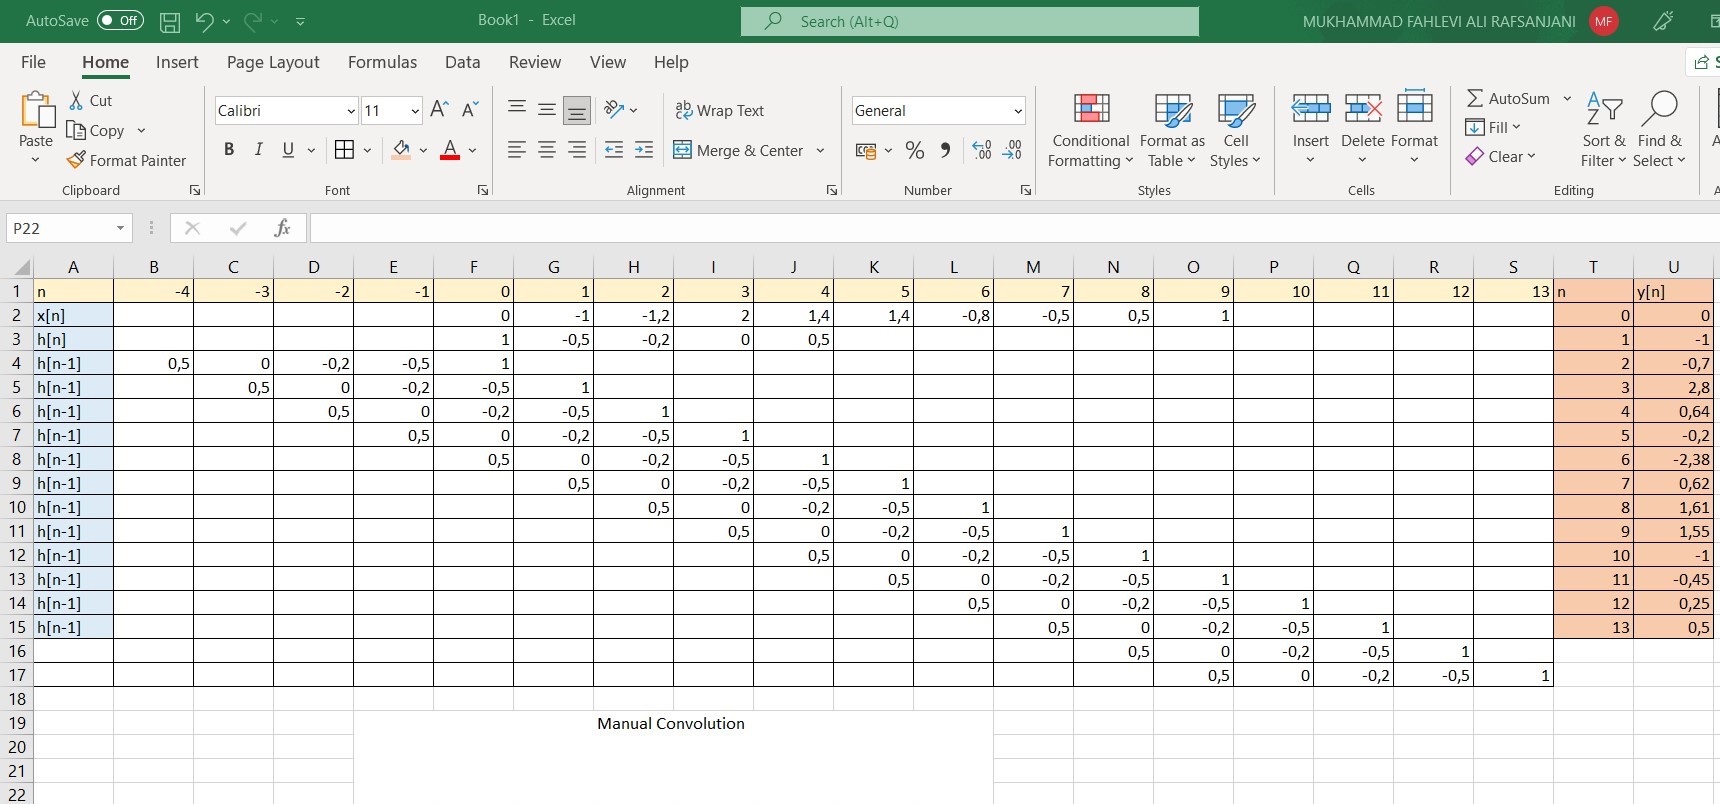 AutoSave Off Book1 - Excel Search (Alt+Q) MUKHAMMAD FAHLEVI ALI RAFSANJANI MF
File Home Insert Page Layout Formulas Data Review View Help
Paste Cut Copy Format Painter Calibri 11 Wrap Text Merge & Center General Conditional Formatting Format as Table Cell Styles Insert Delete Format AutoSum Fill Clear Sort & Filter Find & Select
Clipboard Font Alignment Number Styles Cells Editing
P22 fx
A B C D E F G H I J K L M N O P Q R S T U
1 n -4 -3 -2 -1 0 1 2 3 4 5 6 7 8 9 10 11 12 13 n y[n]
2 x[n] 0 -1 -1,2 2 1,4 1,4 -0,8 -0,5 0,5 1 0 0
3 h[n] 1 -0,5 -0,2 0 0,5 1 -1
4 h[n-1] 0,5 0 -0,2 -0,5 1 2 -0,7
5 h[n-1] 0,5 0 -0,2 -0,5 1 3 2,8
6 h[n-1] 0,5 0 -0,2 -0,5 1 4 0,64
7 h[n-1] 0,5 0 -0,2 -0,5 1 5 -0,2
8 h[n-1] 0,5 0 -0,2 -0,5 1 6 -2,38
9 h[n-1] 0,5 0 -0,2 -0,5 1 7 0,62
10 h[n-1] 0,5 0 -0,2 -0,5 1 8 1,61
11 h[n-1] 0,5 0 -0,2 -0,5 1 9 1,55
12 h[n-1] 0,5 0 -0,2 -0,5 1 10 -1
13 h[n-1] 0,5 0 -0,2 -0,5 1 11 -0,45
14 h[n-1] 0,5 0 -0,2 -0,5 1 12 0,25
15 h[n-1] 0,5 0 -0,2 -0,5 1 13 0,5
16 0,5 0 -0,2 -0,5 1
17 0,5 0 -0,2 -0,5 1
18
19 Manual Convolution
20
21
22